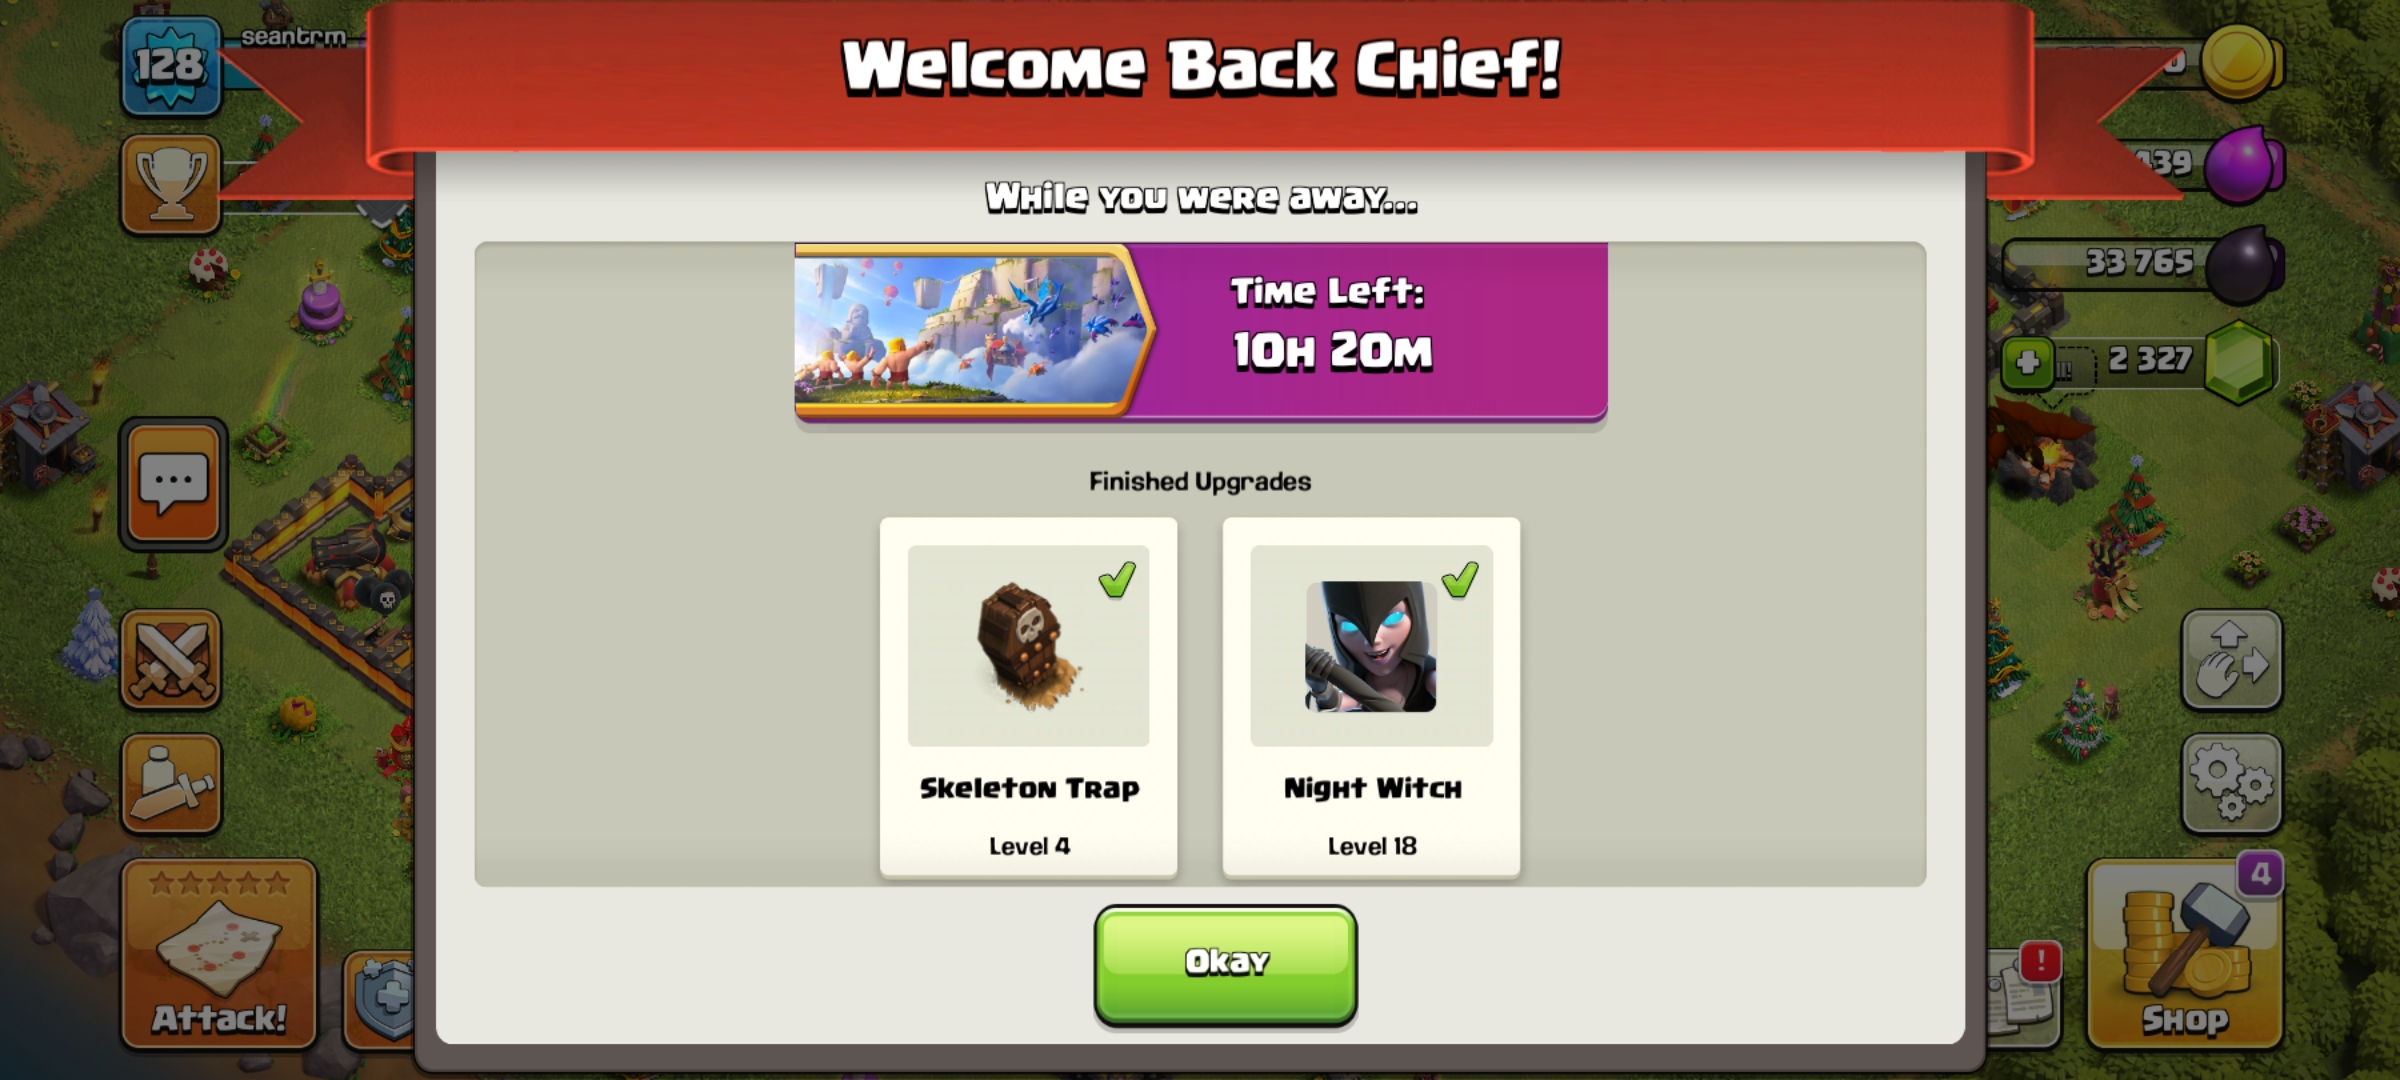 128
seantrm
Welcome Back Chief!
While you were away...
439
Time Left:
10H 20M
33 765
2 327
Finished Upgrades
Skeleton Trap
Level 4
Night Witch
Level 18
4
!
Okay
Attack!
Shop